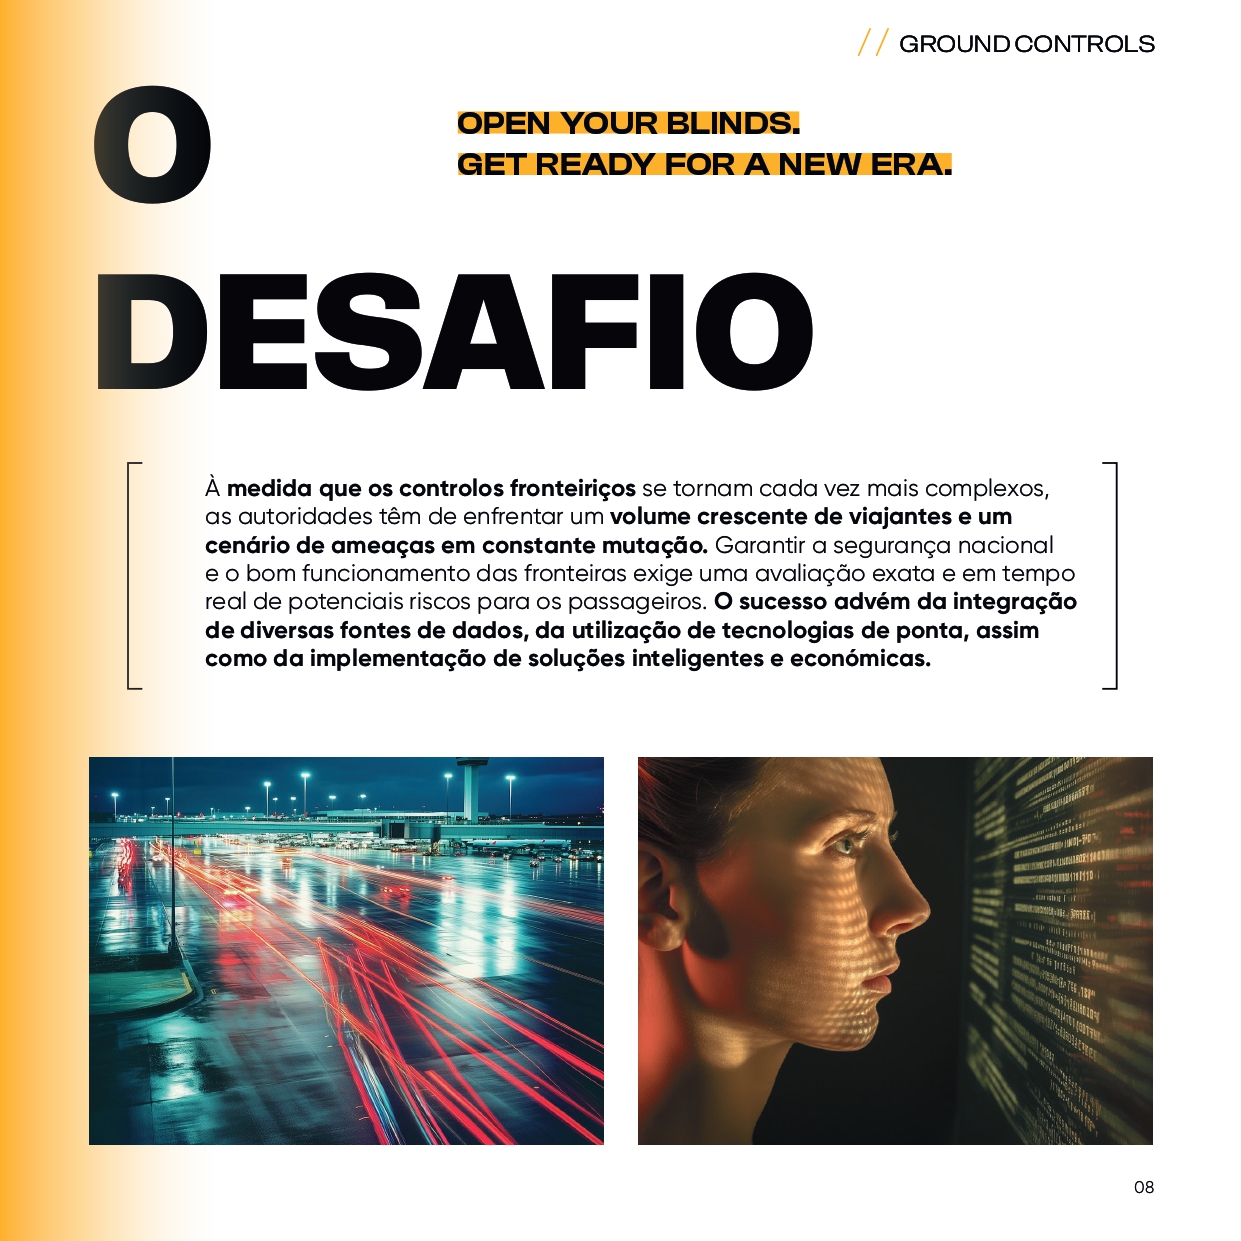 // GROUND CONTROLS
O
OPEN YOUR BLINDS.
GET READY FOR A NEW ERA.
DESAFIO
À medida que os controlos fronteiriços se tornam cada vez mais complexos,
as autoridades têm de enfrentar um volume crescente de viajantes e um
cenário de ameaças em constante mutação. Garantir a segurança nacional
e o bom funcionamento das fronteiras exige uma avaliação exata e em tempo
real de potenciais riscos para os passageiros. O sucesso advém da integração
de diversas fontes de dados, da utilização de tecnologias de ponta, assim
como da implementação de soluções inteligentes e económicas.
08